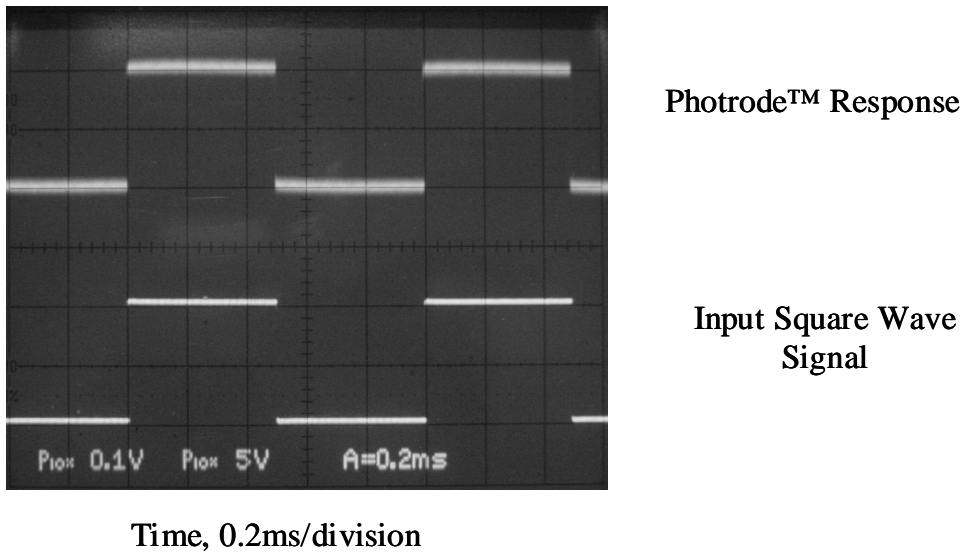 Photrode™ Response
Input Square Wave
Signal
P10x 0.1V P10x 5V A=0.2ms
Time, 0.2ms/division